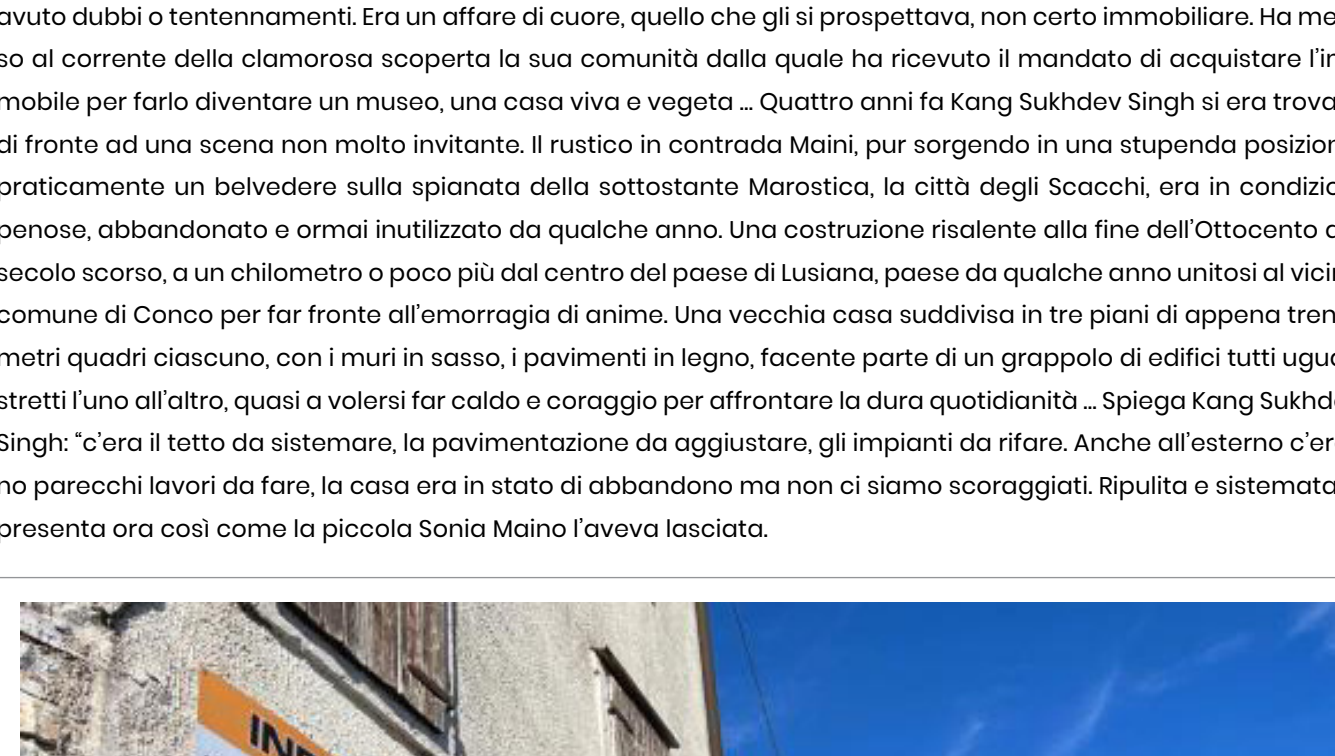 avuto dubbi o tentennamenti. Era un affare di cuore, quello che gli si prospettava, non certo immobiliare. Ha me
so al corrente della clamorosa scoperta la sua comunità dalla quale ha ricevuto il mandato di acquistare l'in
mobile per farlo diventare un museo, una casa viva e vegeta ... Quattro anni fa Kang Sukhdev Singh si era trova
di fronte ad una scena non molto invitante. Il rustico in contrada Maini, pur sorgendo in una stupenda posizion
praticamente un belvedere sulla spianata della sottostante Marostica, la città degli Scacchi, era in condizio
penose, abbandonato e ormai inutilizzato da qualche anno. Una costruzione risalente alla fine dell'Ottocento
secolo scorso, a un chilometro o poco più dal centro del paese di Lusiana, paese da qualche anno unitosi al vicin
comune di Conco per far fronte all'emorragia di anime. Una vecchia casa suddivisa in tre piani di appena tren
metri quadri ciascuno, con i muri in sasso, i pavimenti in legno, facente parte di un grappolo di edifici tutti ugua
stretti l'uno all'altro, quasi a volersi far caldo e coraggio per affrontare la dura quotidianità ... Spiega Kang Sukhde
Singh: “c'era il tetto da sistemare, la pavimentazione da aggiustare, gli impianti da rifare. Anche all'esterno c'er
no parecchi lavori da fare, la casa era in stato di abbandono ma non ci siamo scoraggiati. Ripulita e sistemata
presenta ora così come la piccola Sonia Maino l'aveva lasciata.